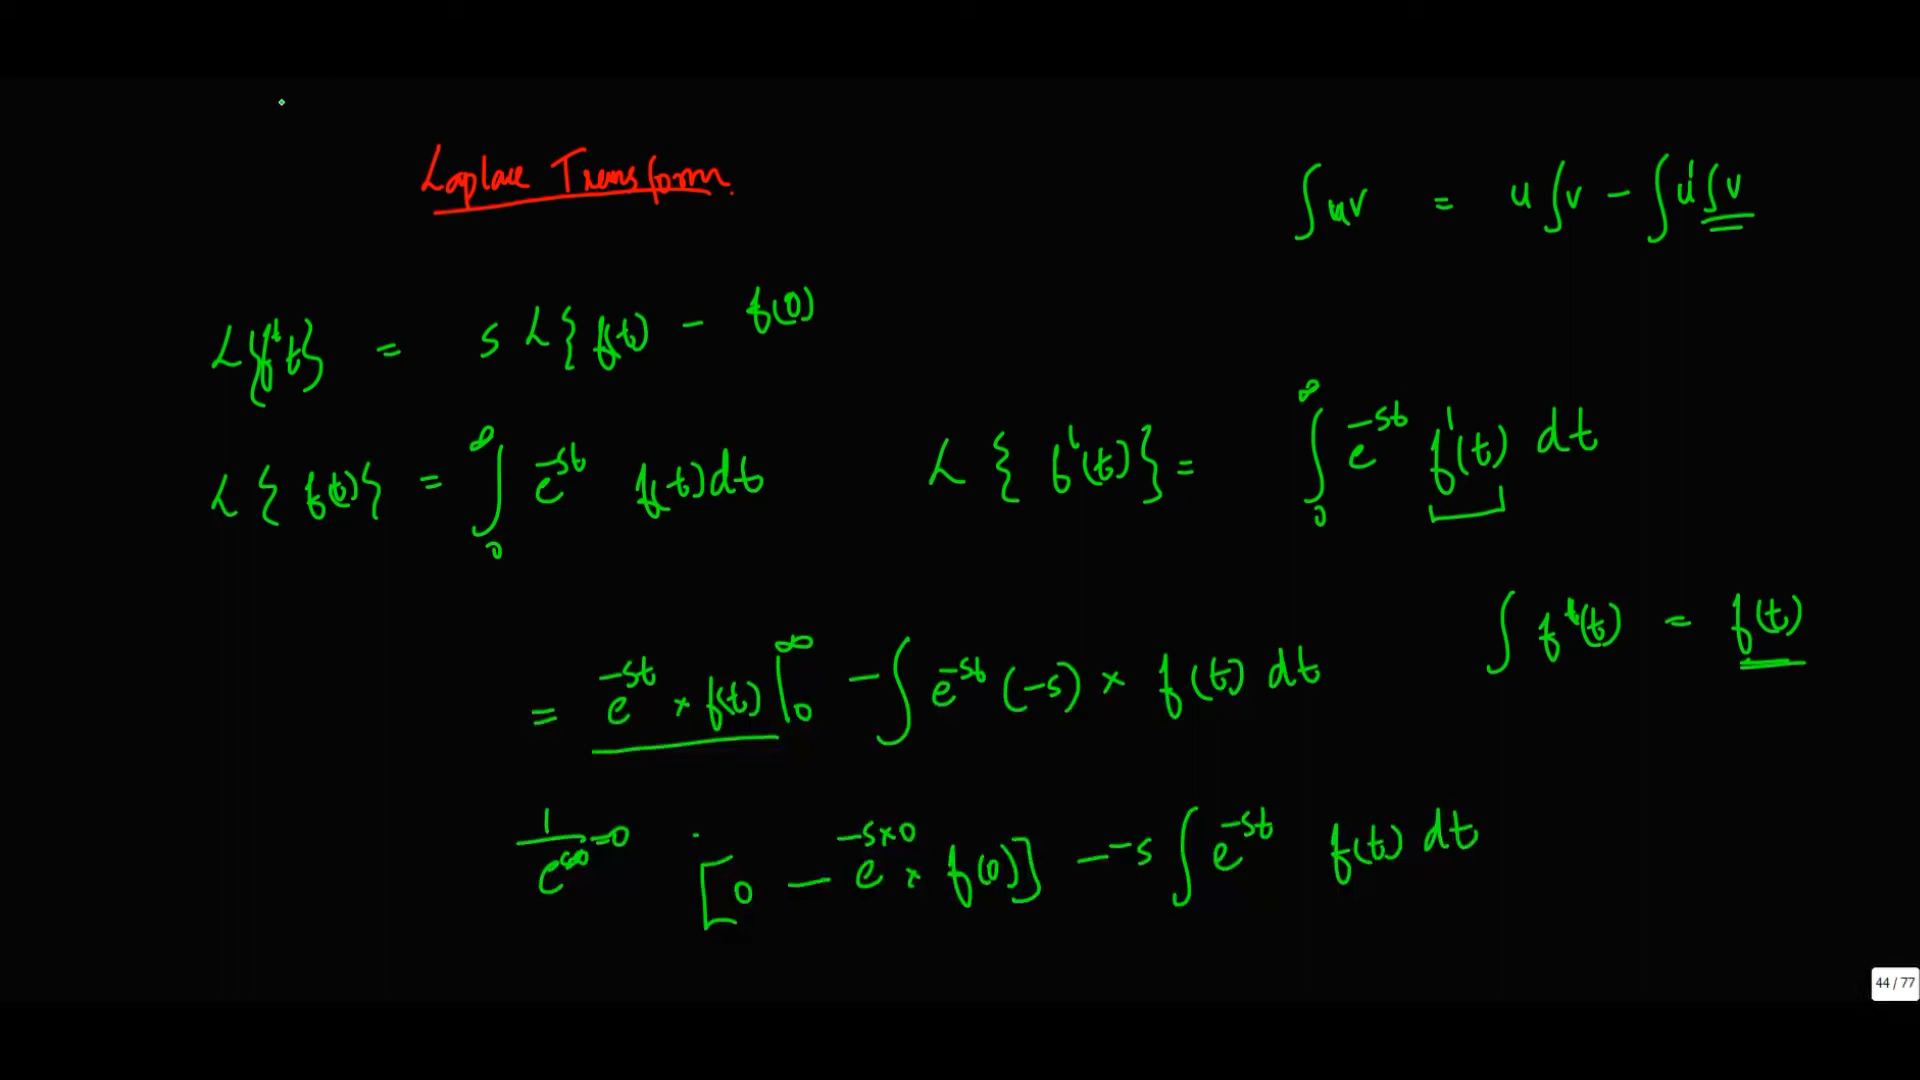 Laplace Transform.
∫uv = u∫v - ∫u'∫v
L{f't} = s L{f(t) - f(0)
L{f(t)} = ∫₀^∞ e^-st f(t)dt
L{f'(t)} = ∫₀^∞ e^-st f'(t) dt
∫f'(t) = f(t)
= e^-st × f(t) |₀^∞ - ∫e^-st (-s) × f(t) dt
1/e^∞ = 0 [0 - e^-s×0 × f(0)] - -s ∫e^-st f(t) dt
44 / 77